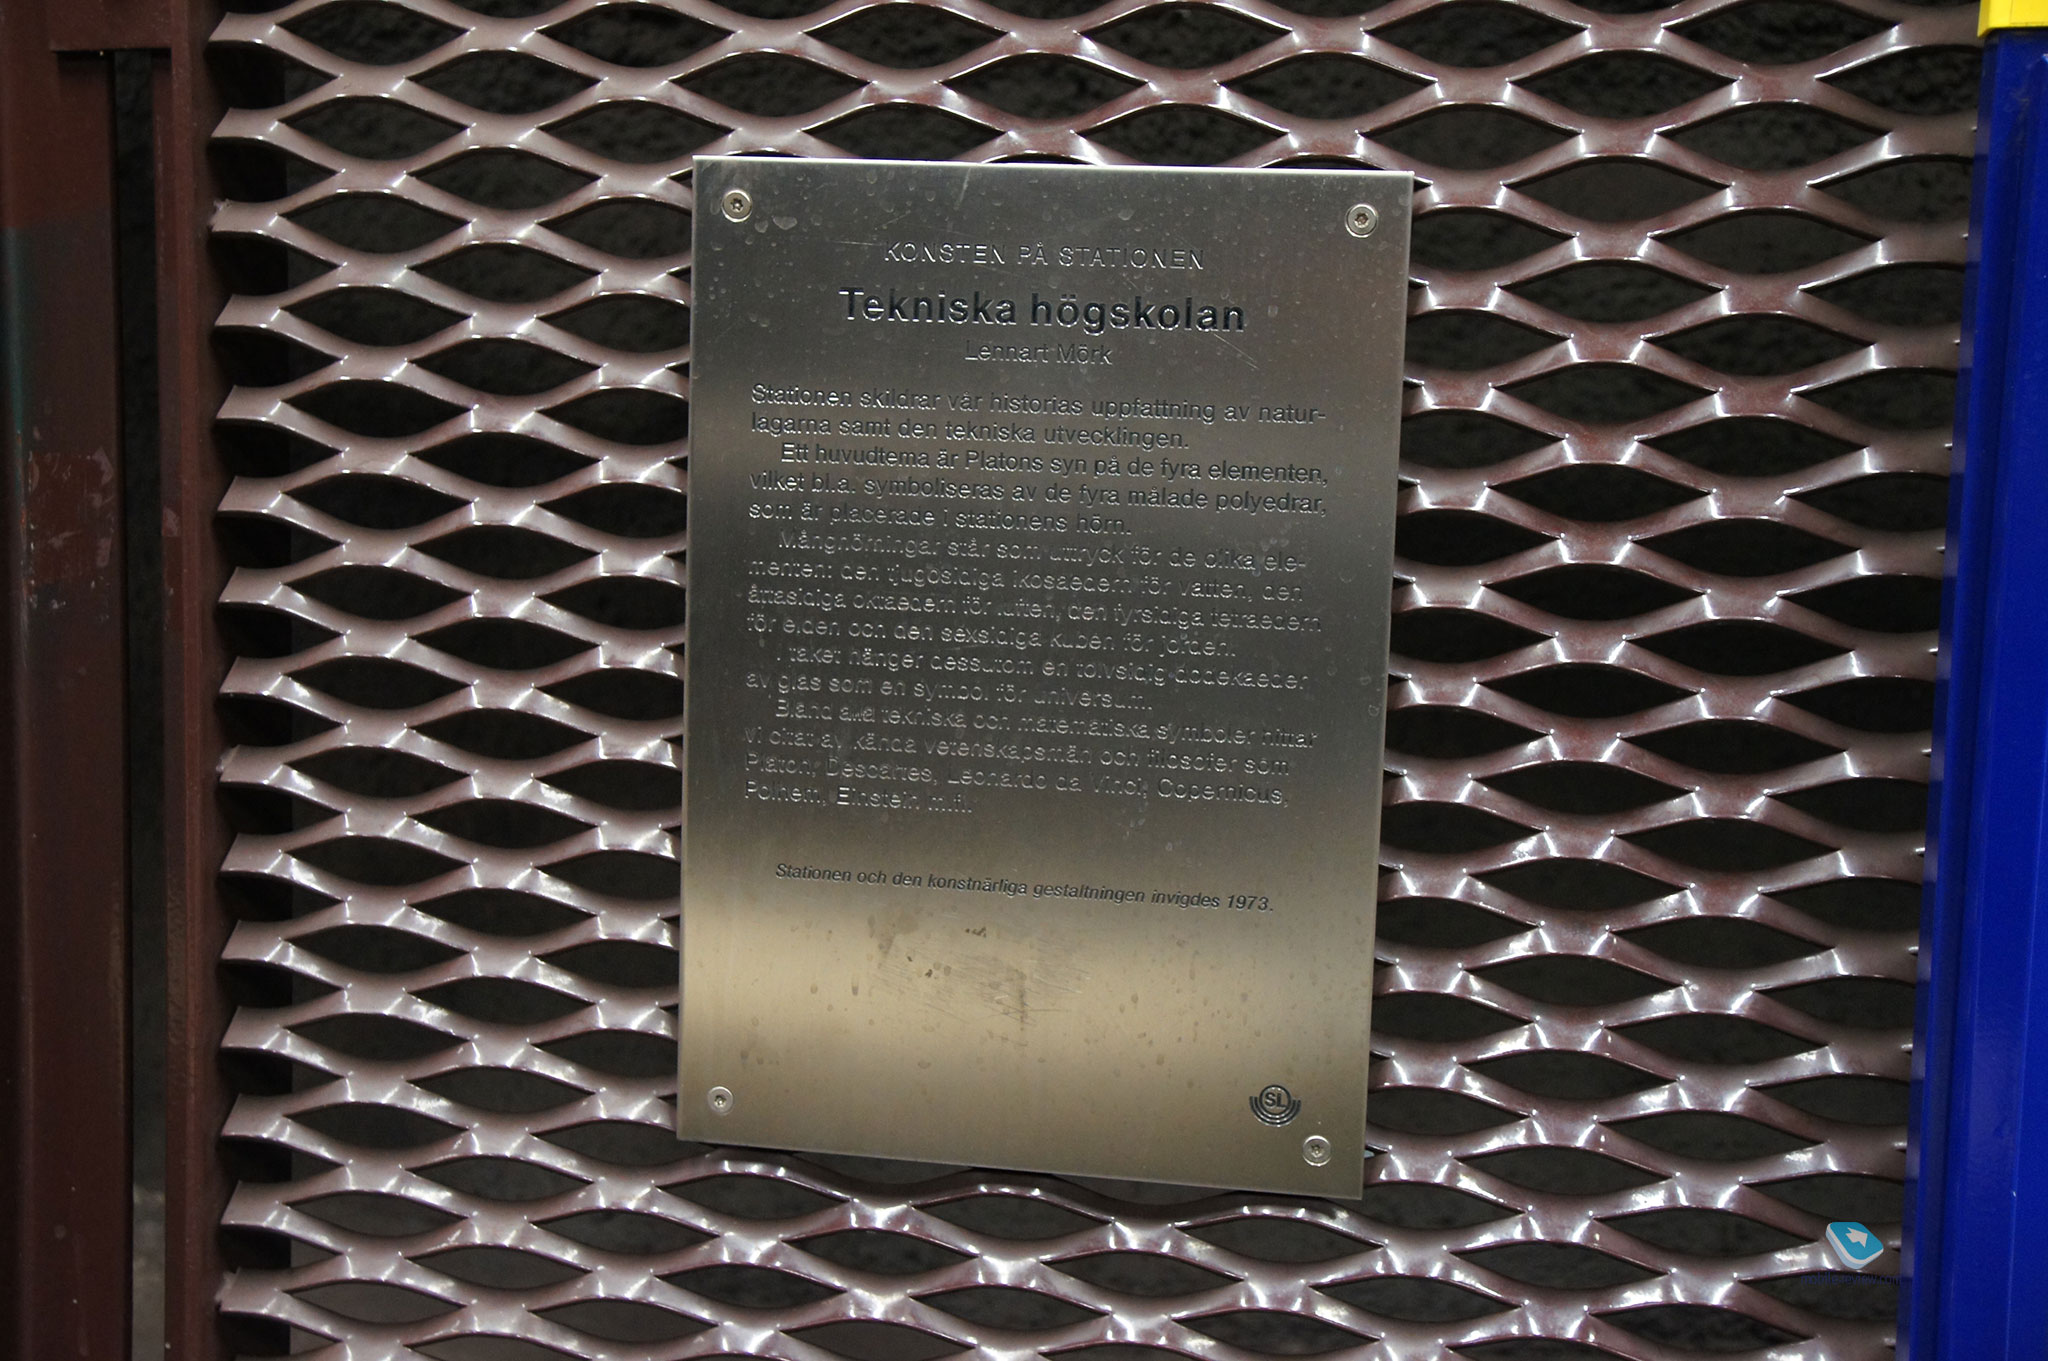 KONSTEN PÅ STATIONEN
Tekniska högskolan
Lennart Mörk
Stationen skildrar vår historias uppfattning av natur-
lagarna samt den tekniska utvecklingen.
Ett huvudtema är Platons syn på de fyra elementen,
vilket bl.a. symboliseras av de fyra målade polyedrar,
som är placerade i stationens hörn.
Månghörningar står som uttryck för de olika ele-
menten: den tjugosidiga ikosaedern för vatten, den
åttasidiga oktaedern för luften, den fyrsidiga tetraedern
för elden och den sexsidiga kuben för jorden.
I taket hänger dessutom en tolvsidig dodekaeder
av glas som en symbol för universum.
Bland alla tekniska och matematiska symboler hittar
vi citat av kända vetenskapsmän och filosofer som
Platon, Descartes, Leonardo da Vinci, Copernicus,
Polhem, Einstein m.fl.
Stationen och den konstnärliga gestaltningen invigdes 1973.
SL
mobile-review.com